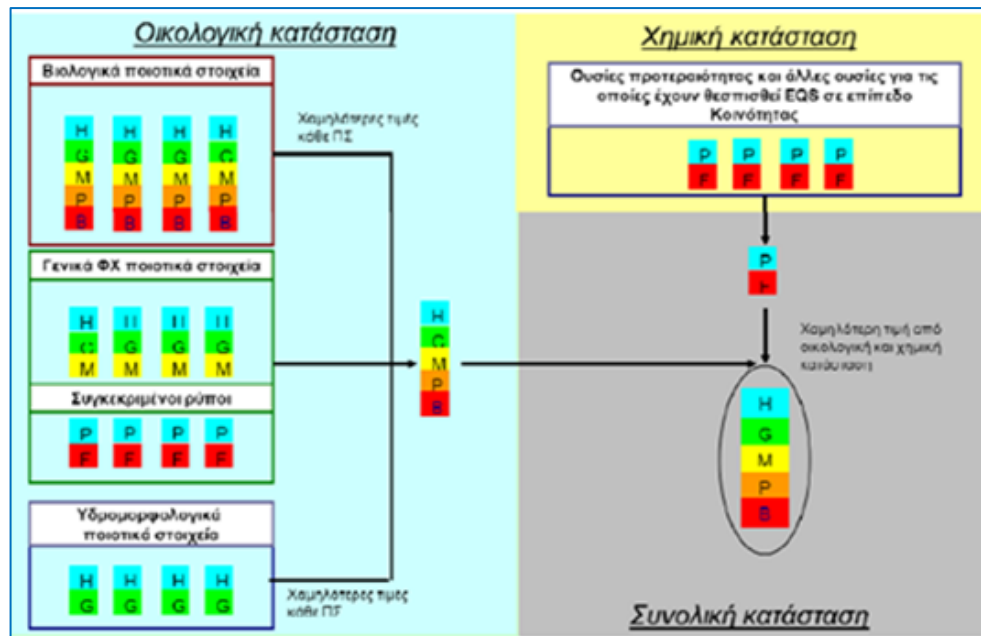 Οικολογική κατάσταση
Βιολογικά ποιοτικά στοιχεία
H H H H
G G G C
M M M M
P P P P
B B B B
Χαμηλότερες τιμές
κάθε ΠΣ
Γενικά ΦΧ ποιοτικά στοιχεία
H H H H
C G G G
M M M M
Συγκεκριμένοι ρύποι
P P P P
F F F F
Υδρομορφολογικά
ποιοτικά στοιχεία
H H H H
G G G G
Χαμηλότερες τιμές
κάθε ΠΣ
H
C
M
P
B
Χημική κατάσταση
Ουσίες προτεραιότητας και άλλες ουσίες για τις
οποίες έχουν θεσπισθεί EQS σε επίπεδο
Κοινότητας
P P P P
F F F F
P
F
Χαμηλότερη τιμή από
οικολογική και χημική
κατάσταση
H
G
M
P
B
Συνολική κατάσταση